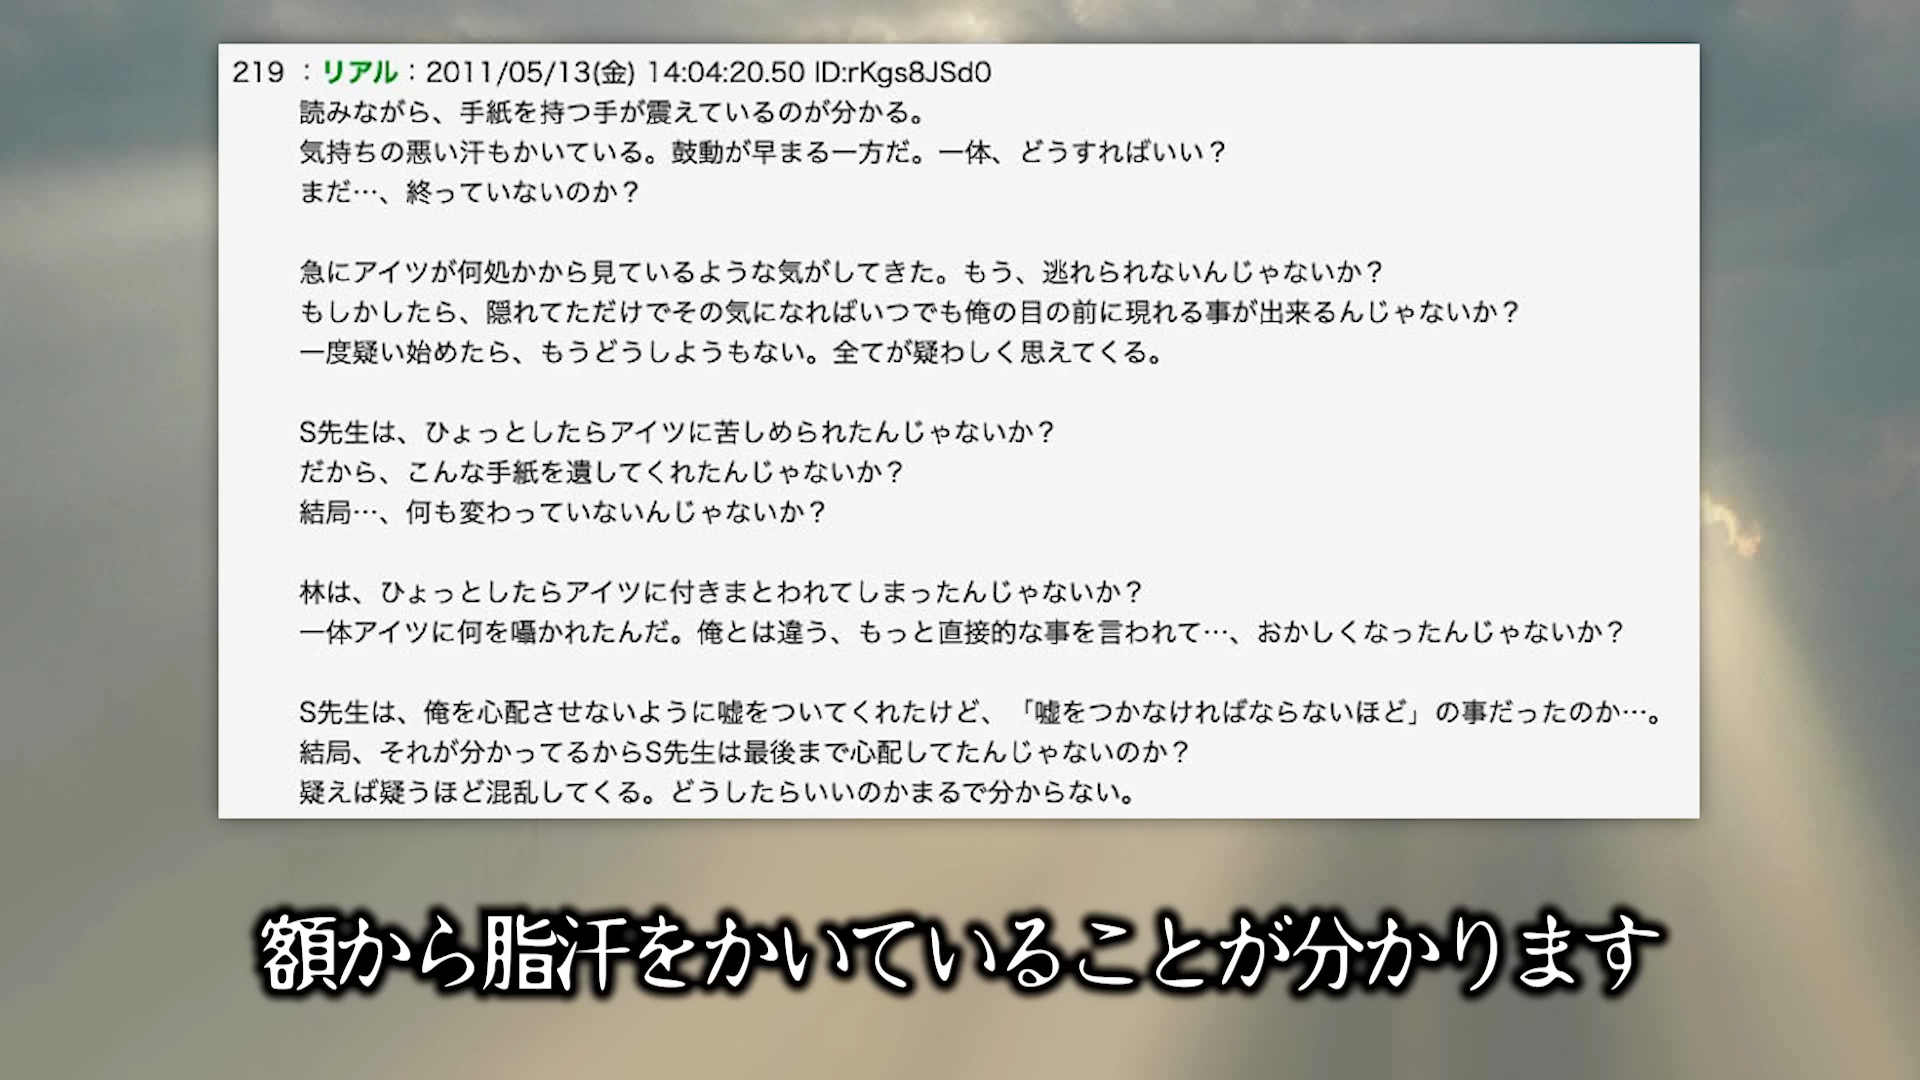 219 ：リアル：2011/05/13(金) 14:04:20.50 ID:rKgs8JSd0
読みながら、手紙を持つ手が震えているのが分かる。
気持ちの悪い汗もかいている。鼓動が早まる一方だ。一体、どうすればいい？
まだ…、終っていないのか？
急にアイツが何処かから見ているような気がしてきた。もう、逃れられないんじゃないか？
もしかしたら、隠れてただけでその気になればいつでも俺の目の前に現れる事が出来るんじゃないか？
一度疑い始めたら、もうどうしようもない。全てが疑わしく思えてくる。
S先生は、ひょっとしたらアイツに苦しめられたんじゃないか？
だから、こんな手紙を遺してくれたんじゃないか？
結局…、何も変わっていないんじゃないか？
林は、ひょっとしたらアイツに付きまとわれてしまったんじゃないか？
一体アイツに何を囁かれたんだ。俺とは違う、もっと直接的な事を言われて…、おかしくなったんじゃないか？
S先生は、俺を心配させないように嘘をついてくれたけど、「嘘をつかなければならないほど」の事だったのか…。
結局、それが分かってるからS先生は最後まで心配してたんじゃないのか？
疑えば疑うほど混乱してくる。どうしたらいいのかまるで分からない。
額から脂汗をかいていることが分かります